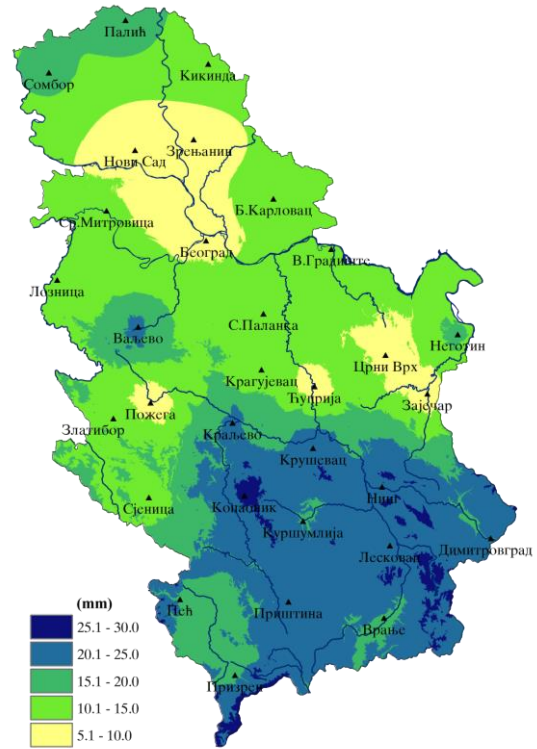 Палић
Кикинда
Сомбор
Зрењанин
Нови Сад
Б.Карловац
Ср.Митровица
Београд
В.Градиште
Лозница
С.Паланка
Ваљево
Неготин
Црни Врх
Крагујевац
Ћуприја
Зајечар
Пожега
Златибор
Краљево
Крушевац
Ниш
Копаоник
Сјеница
Куршумлија
Димитровград
Лесковац
Пећ
Приштина
Врање
Призрен
(mm)
25.1 - 30.0
20.1 - 25.0
15.1 - 20.0
10.1 - 15.0
5.1 - 10.0